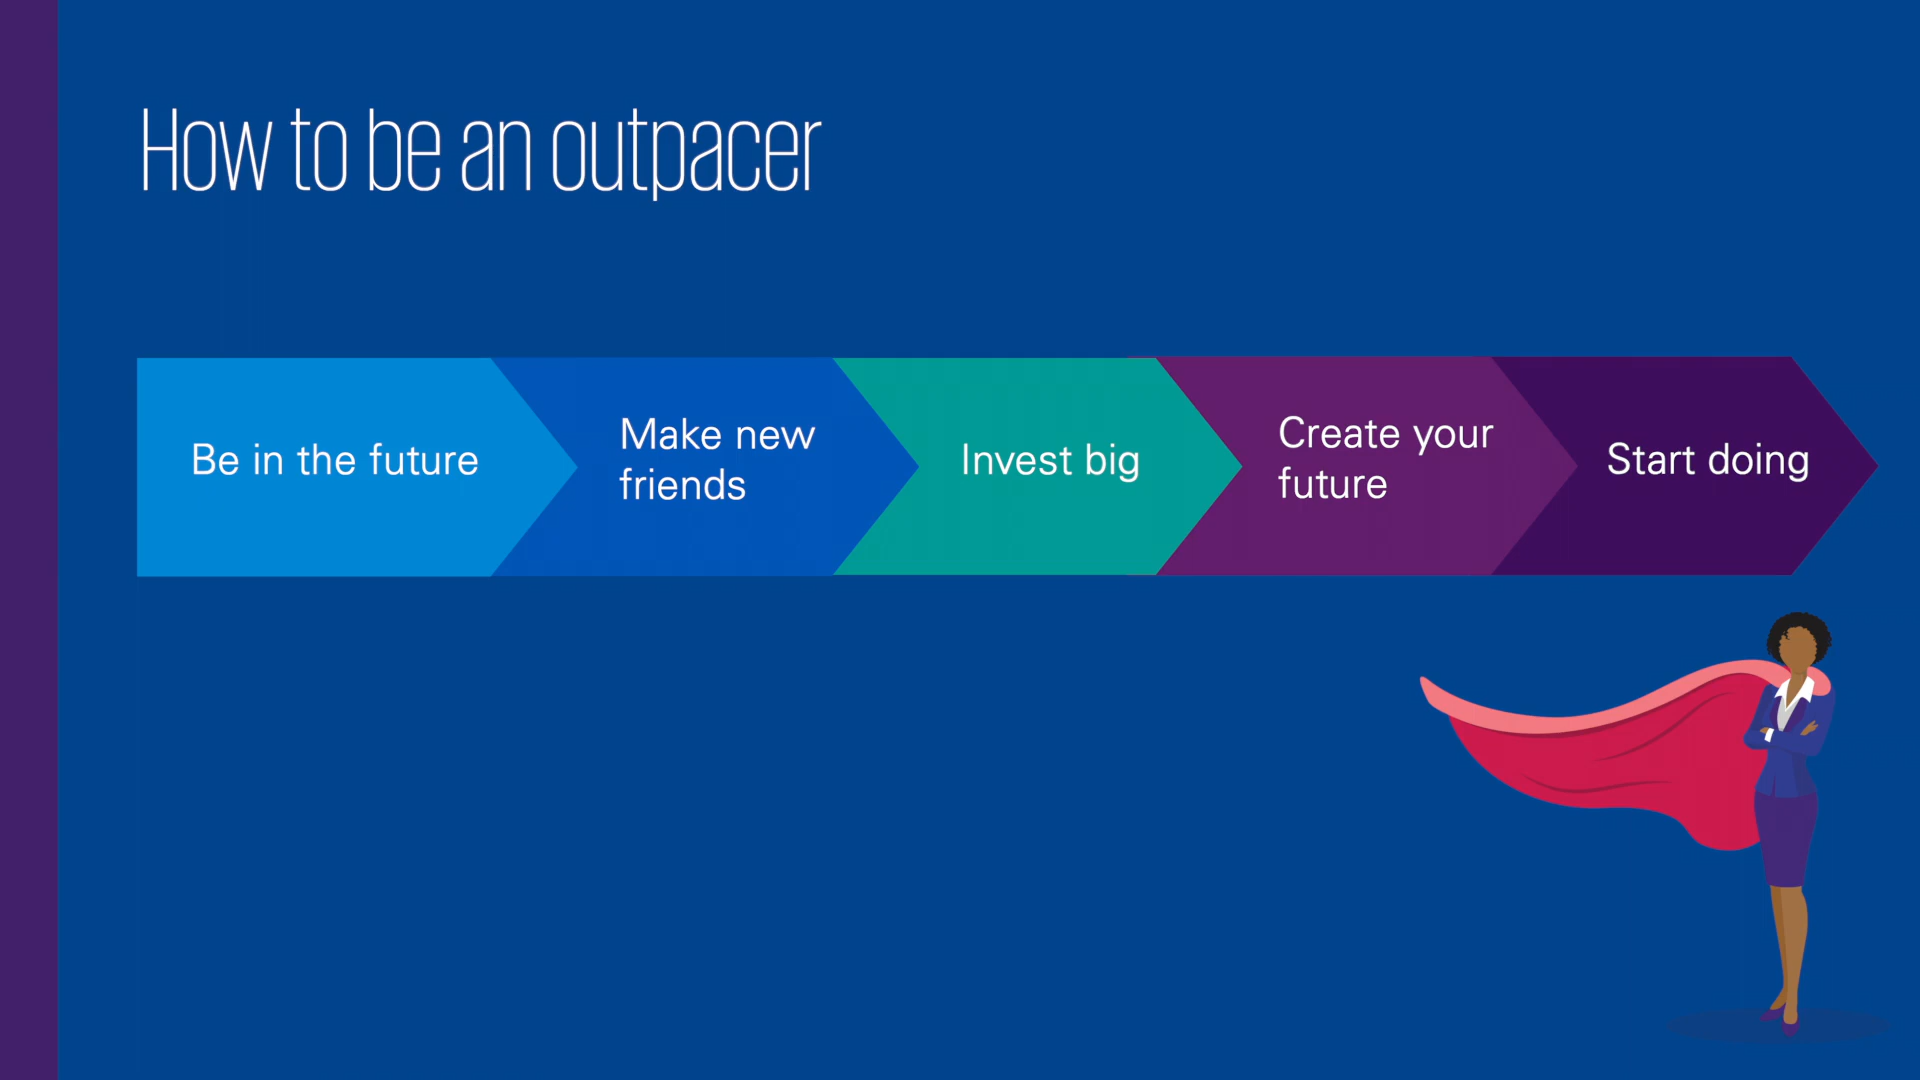 How to be an outpacer
Be in the future
Make new
friends
Invest big
Create your
future
Start doing